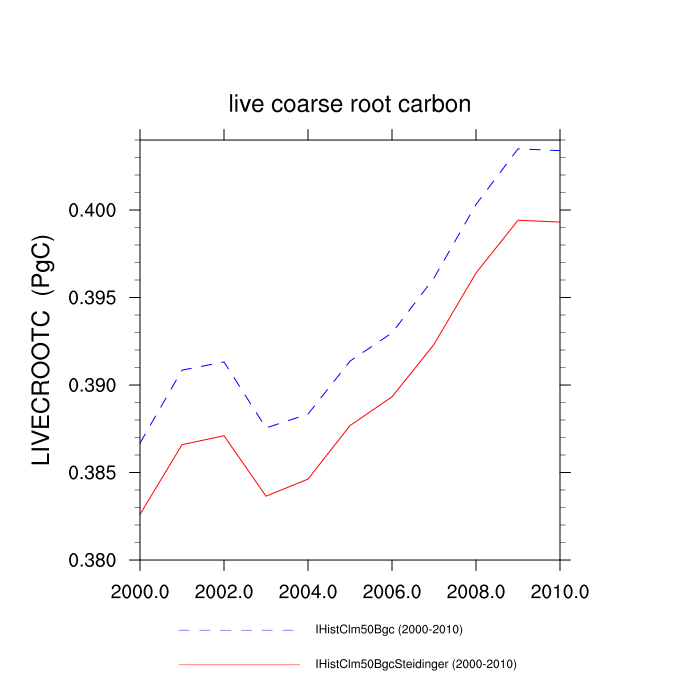 live coarse root carbon
LIVECROOTC (PgC)
0.400
0.395
0.390
0.385
0.380
2000.0 2002.0 2004.0 2006.0 2008.0 2010.0
IHistClm50Bgc (2000-2010)
IHistClm50BgcSteidinger (2000-2010)